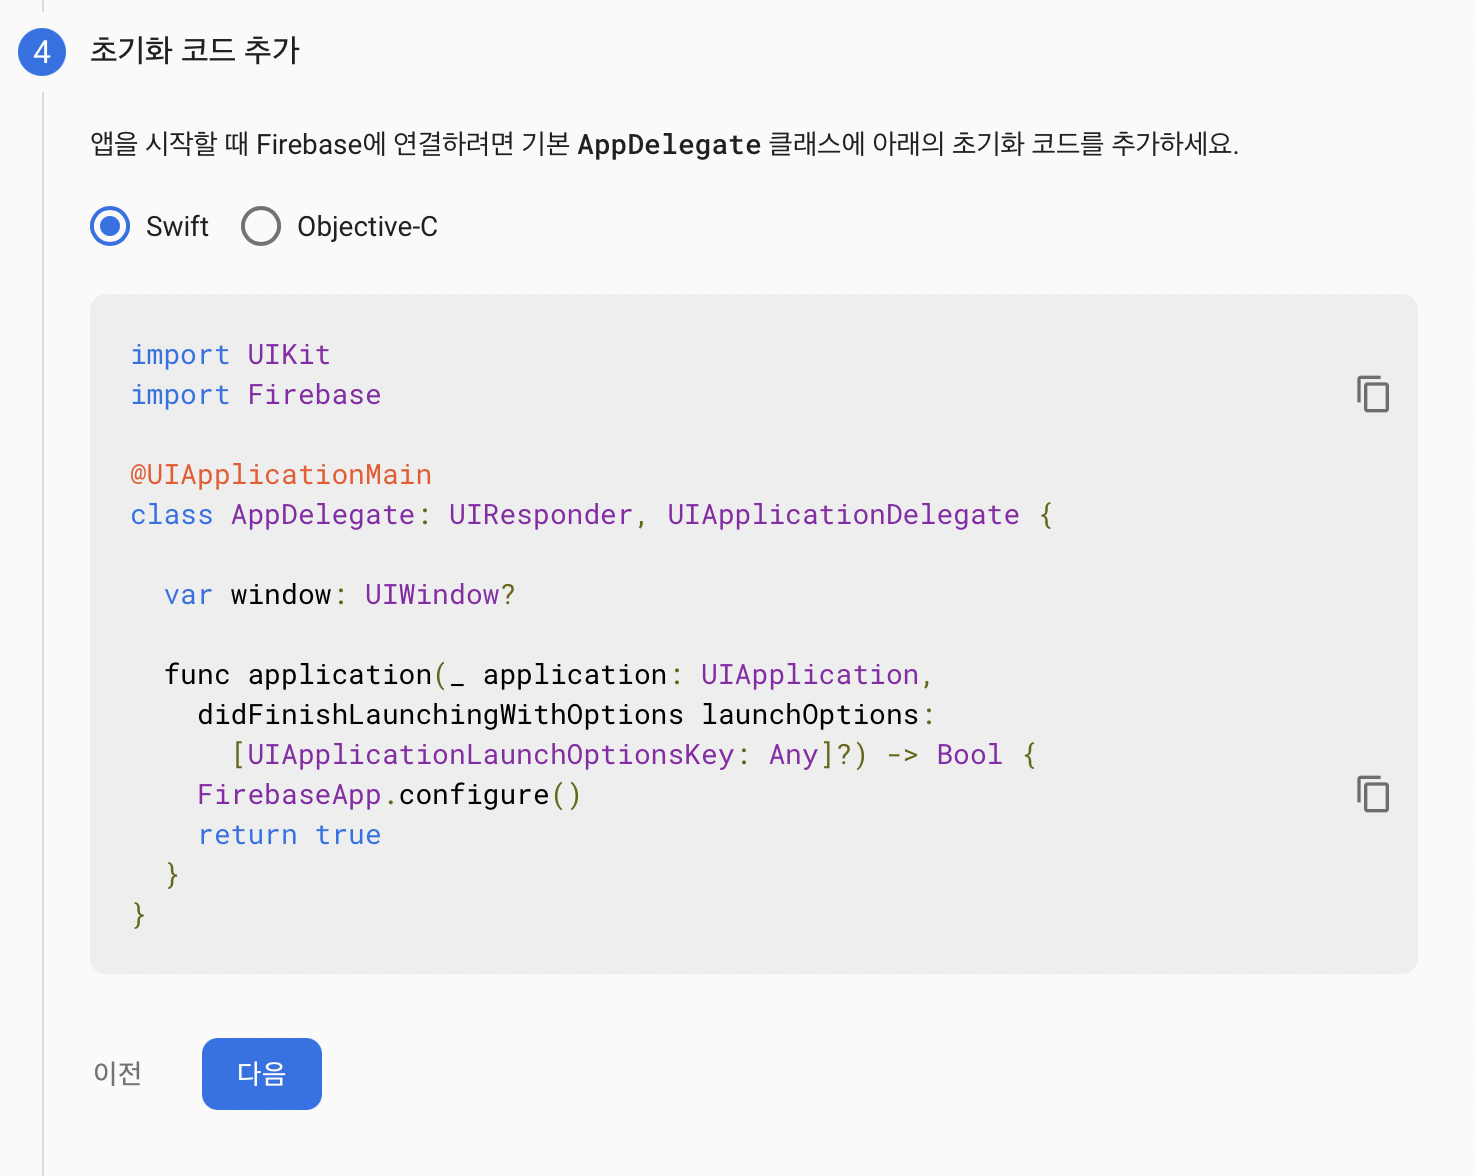 4 초기화 코드 추가
앱을 시작할 때 Firebase에 연결하려면 기본 AppDelegate 클래스에 아래의 초기화 코드를 추가하세요.
Swift Objective-C
import UIKit
import Firebase
@UIApplicationMain
class AppDelegate: UIResponder, UIApplicationDelegate {
  var window: UIWindow?
  func application(_ application: UIApplication,
    didFinishLaunchingWithOptions launchOptions:
      [UIApplicationLaunchOptionsKey: Any]?) -> Bool {
    FirebaseApp.configure()
    return true
  }
}
이전 다음